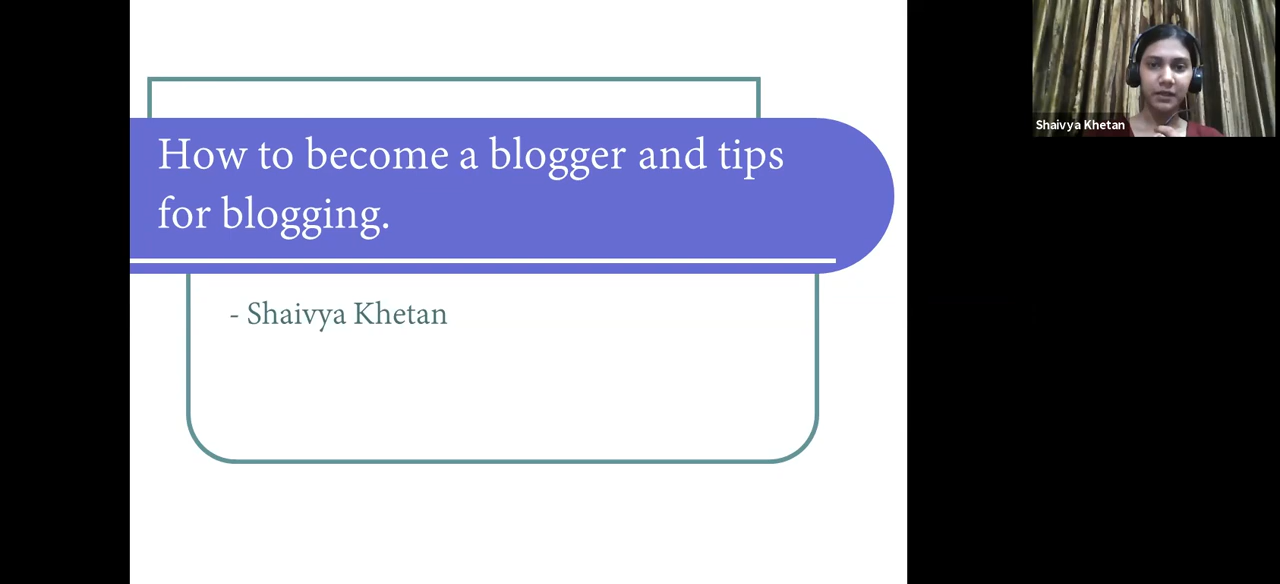 How to become a blogger and tips
for blogging.
- Shaivya Khetan
Shaivya Khetan